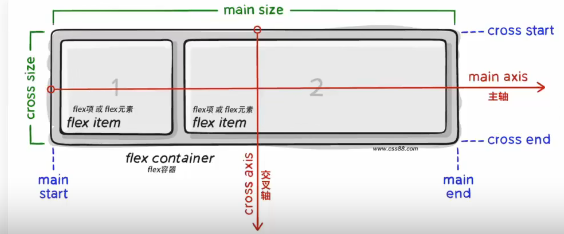 main size
cross start
cross size
1
2
main axis
主轴
flex项 或 flex元素
flex item
flex项 或 flex元素
flex item
cross end
www.css88.com
flex container
flex容器
cross axis
交叉轴
main start
main end